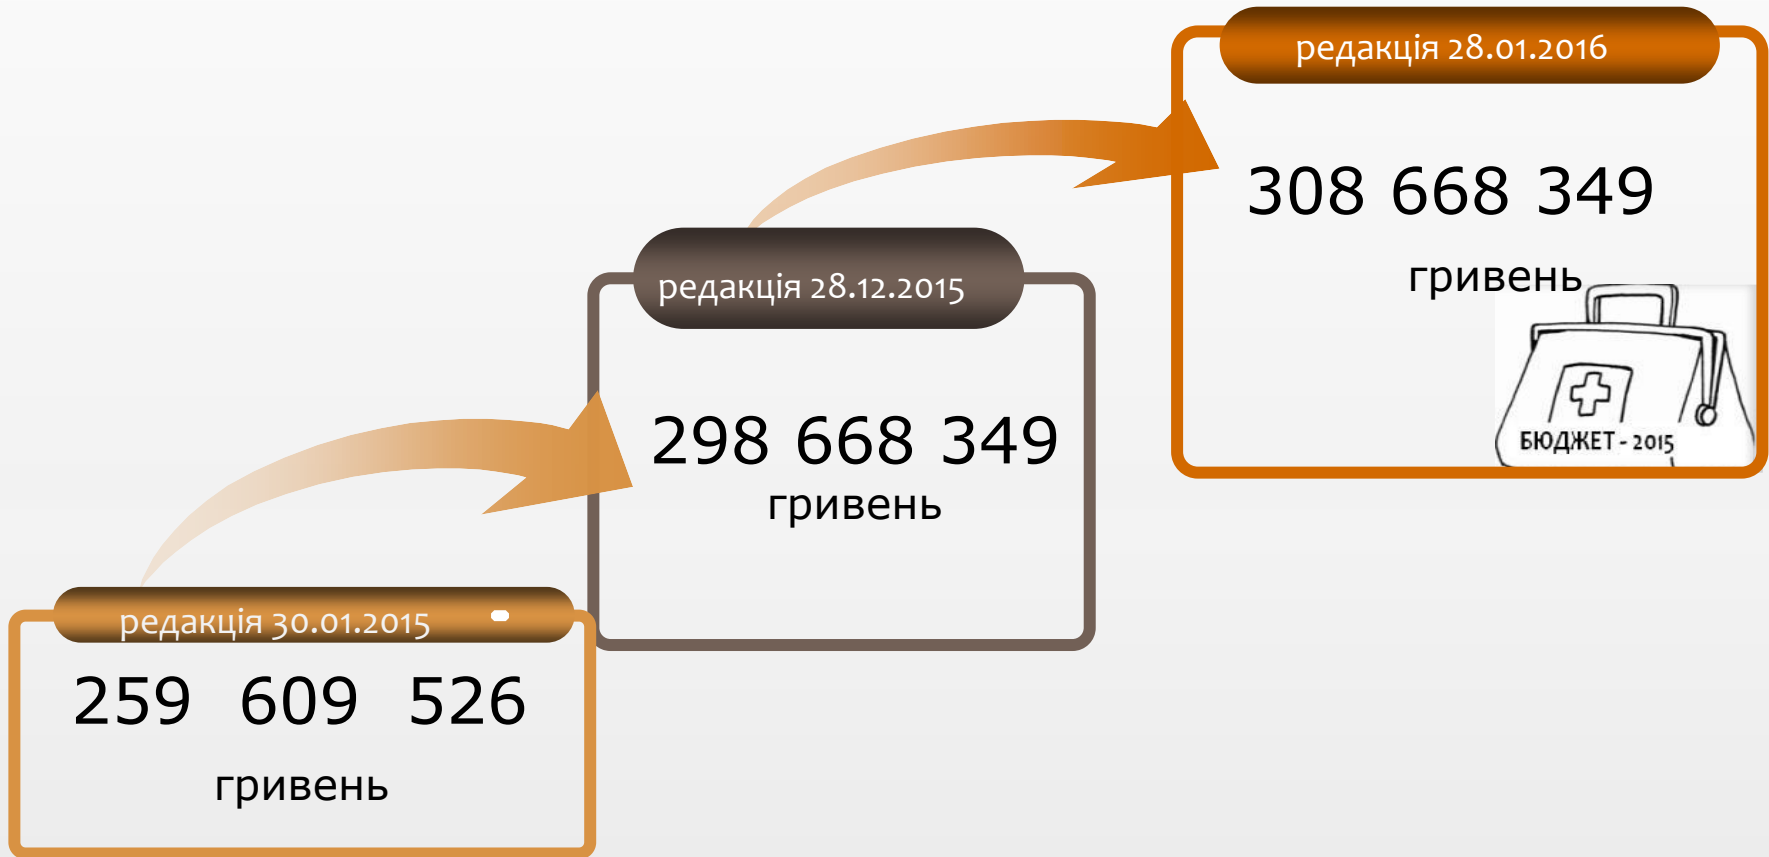 редакція 28.01.2016
308 668 349
гривень
БЮДЖЕТ - 2015
редакція 28.12.2015
298 668 349
гривень
редакція 30.01.2015
259 609 526
гривень